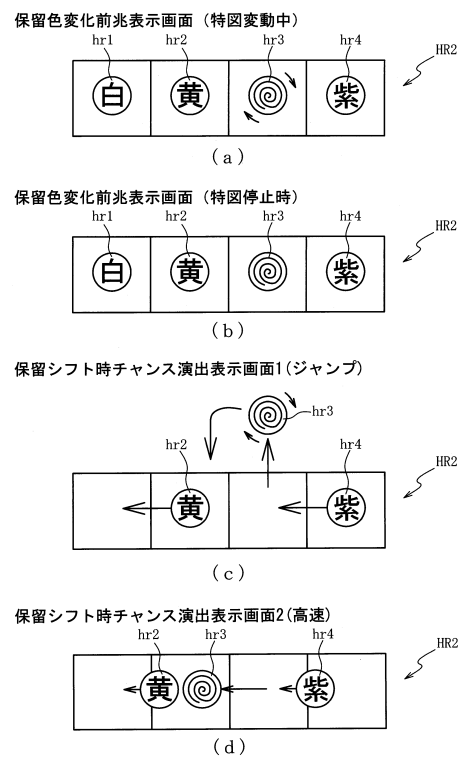 保留色変化前兆表示画面(特図変動中)
hr1 hr2 hr3 hr4
HR2
白 黄 紫
(a)
保留色変化前兆表示画面(特図停止時)
hr1 hr2 hr3 hr4
HR2
白 黄 紫
(b)
保留シフト時チャンス演出表示画面1(ジャンプ)
hr3
hr2 hr4
HR2
黄 紫
(c)
保留シフト時チャンス演出表示画面2(高速)
hr2 hr3 hr4
HR2
黄 紫
(d)